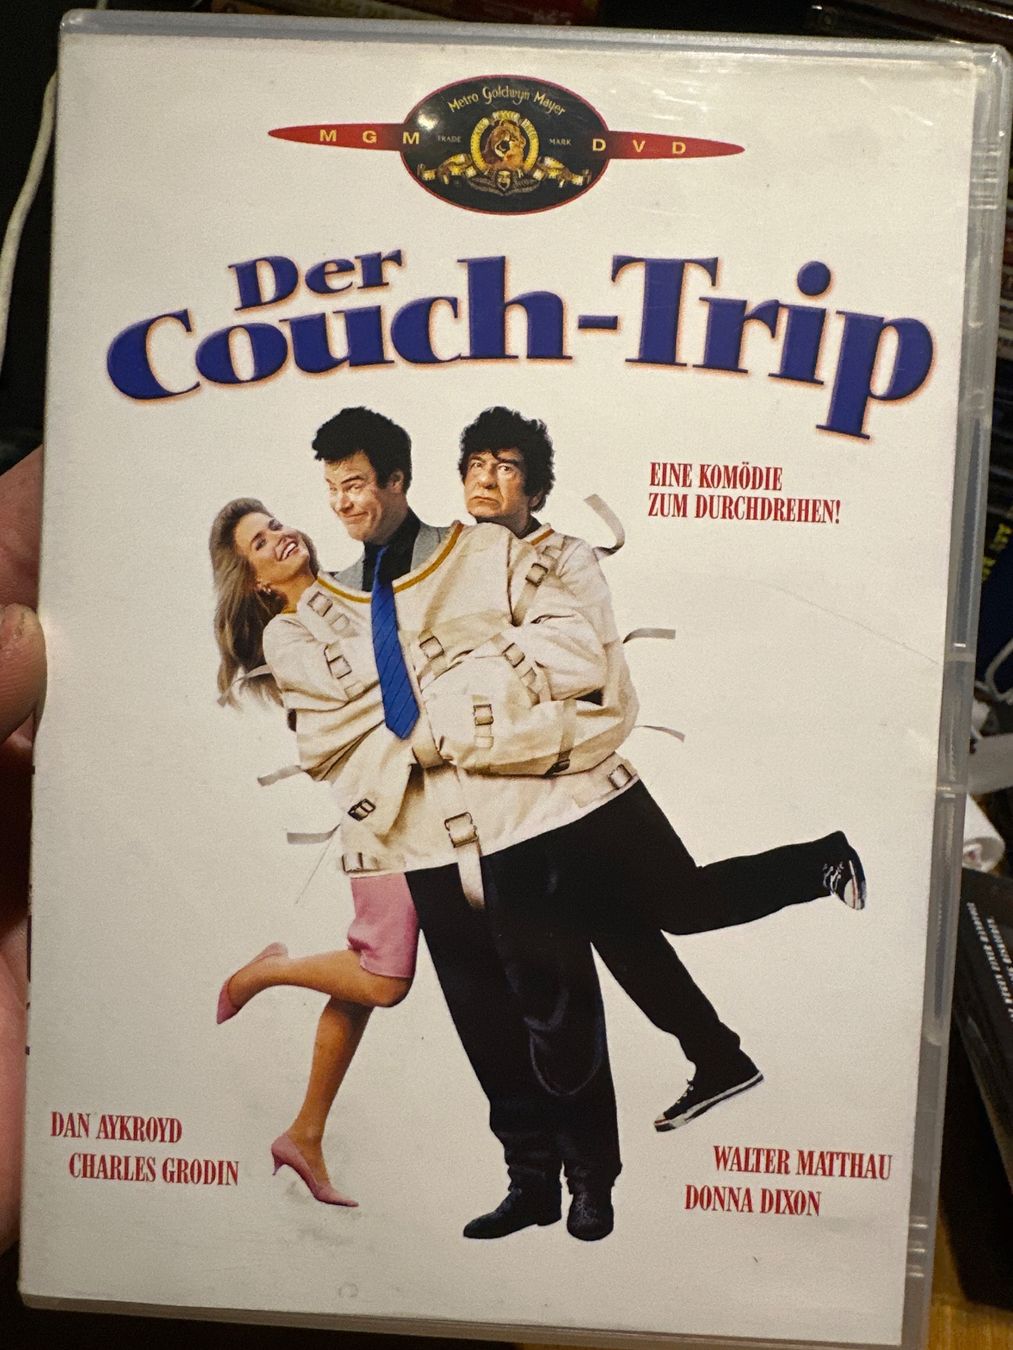 Metro Goldwyn Mayer
MGM TRADE MARK DVD
Der
Couch-Trip
EINE KOMÖDIE
ZUM DURCHDREHEN!
DAN AYKROYD
CHARLES GRODIN
WALTER MATTHAU
DONNA DIXON